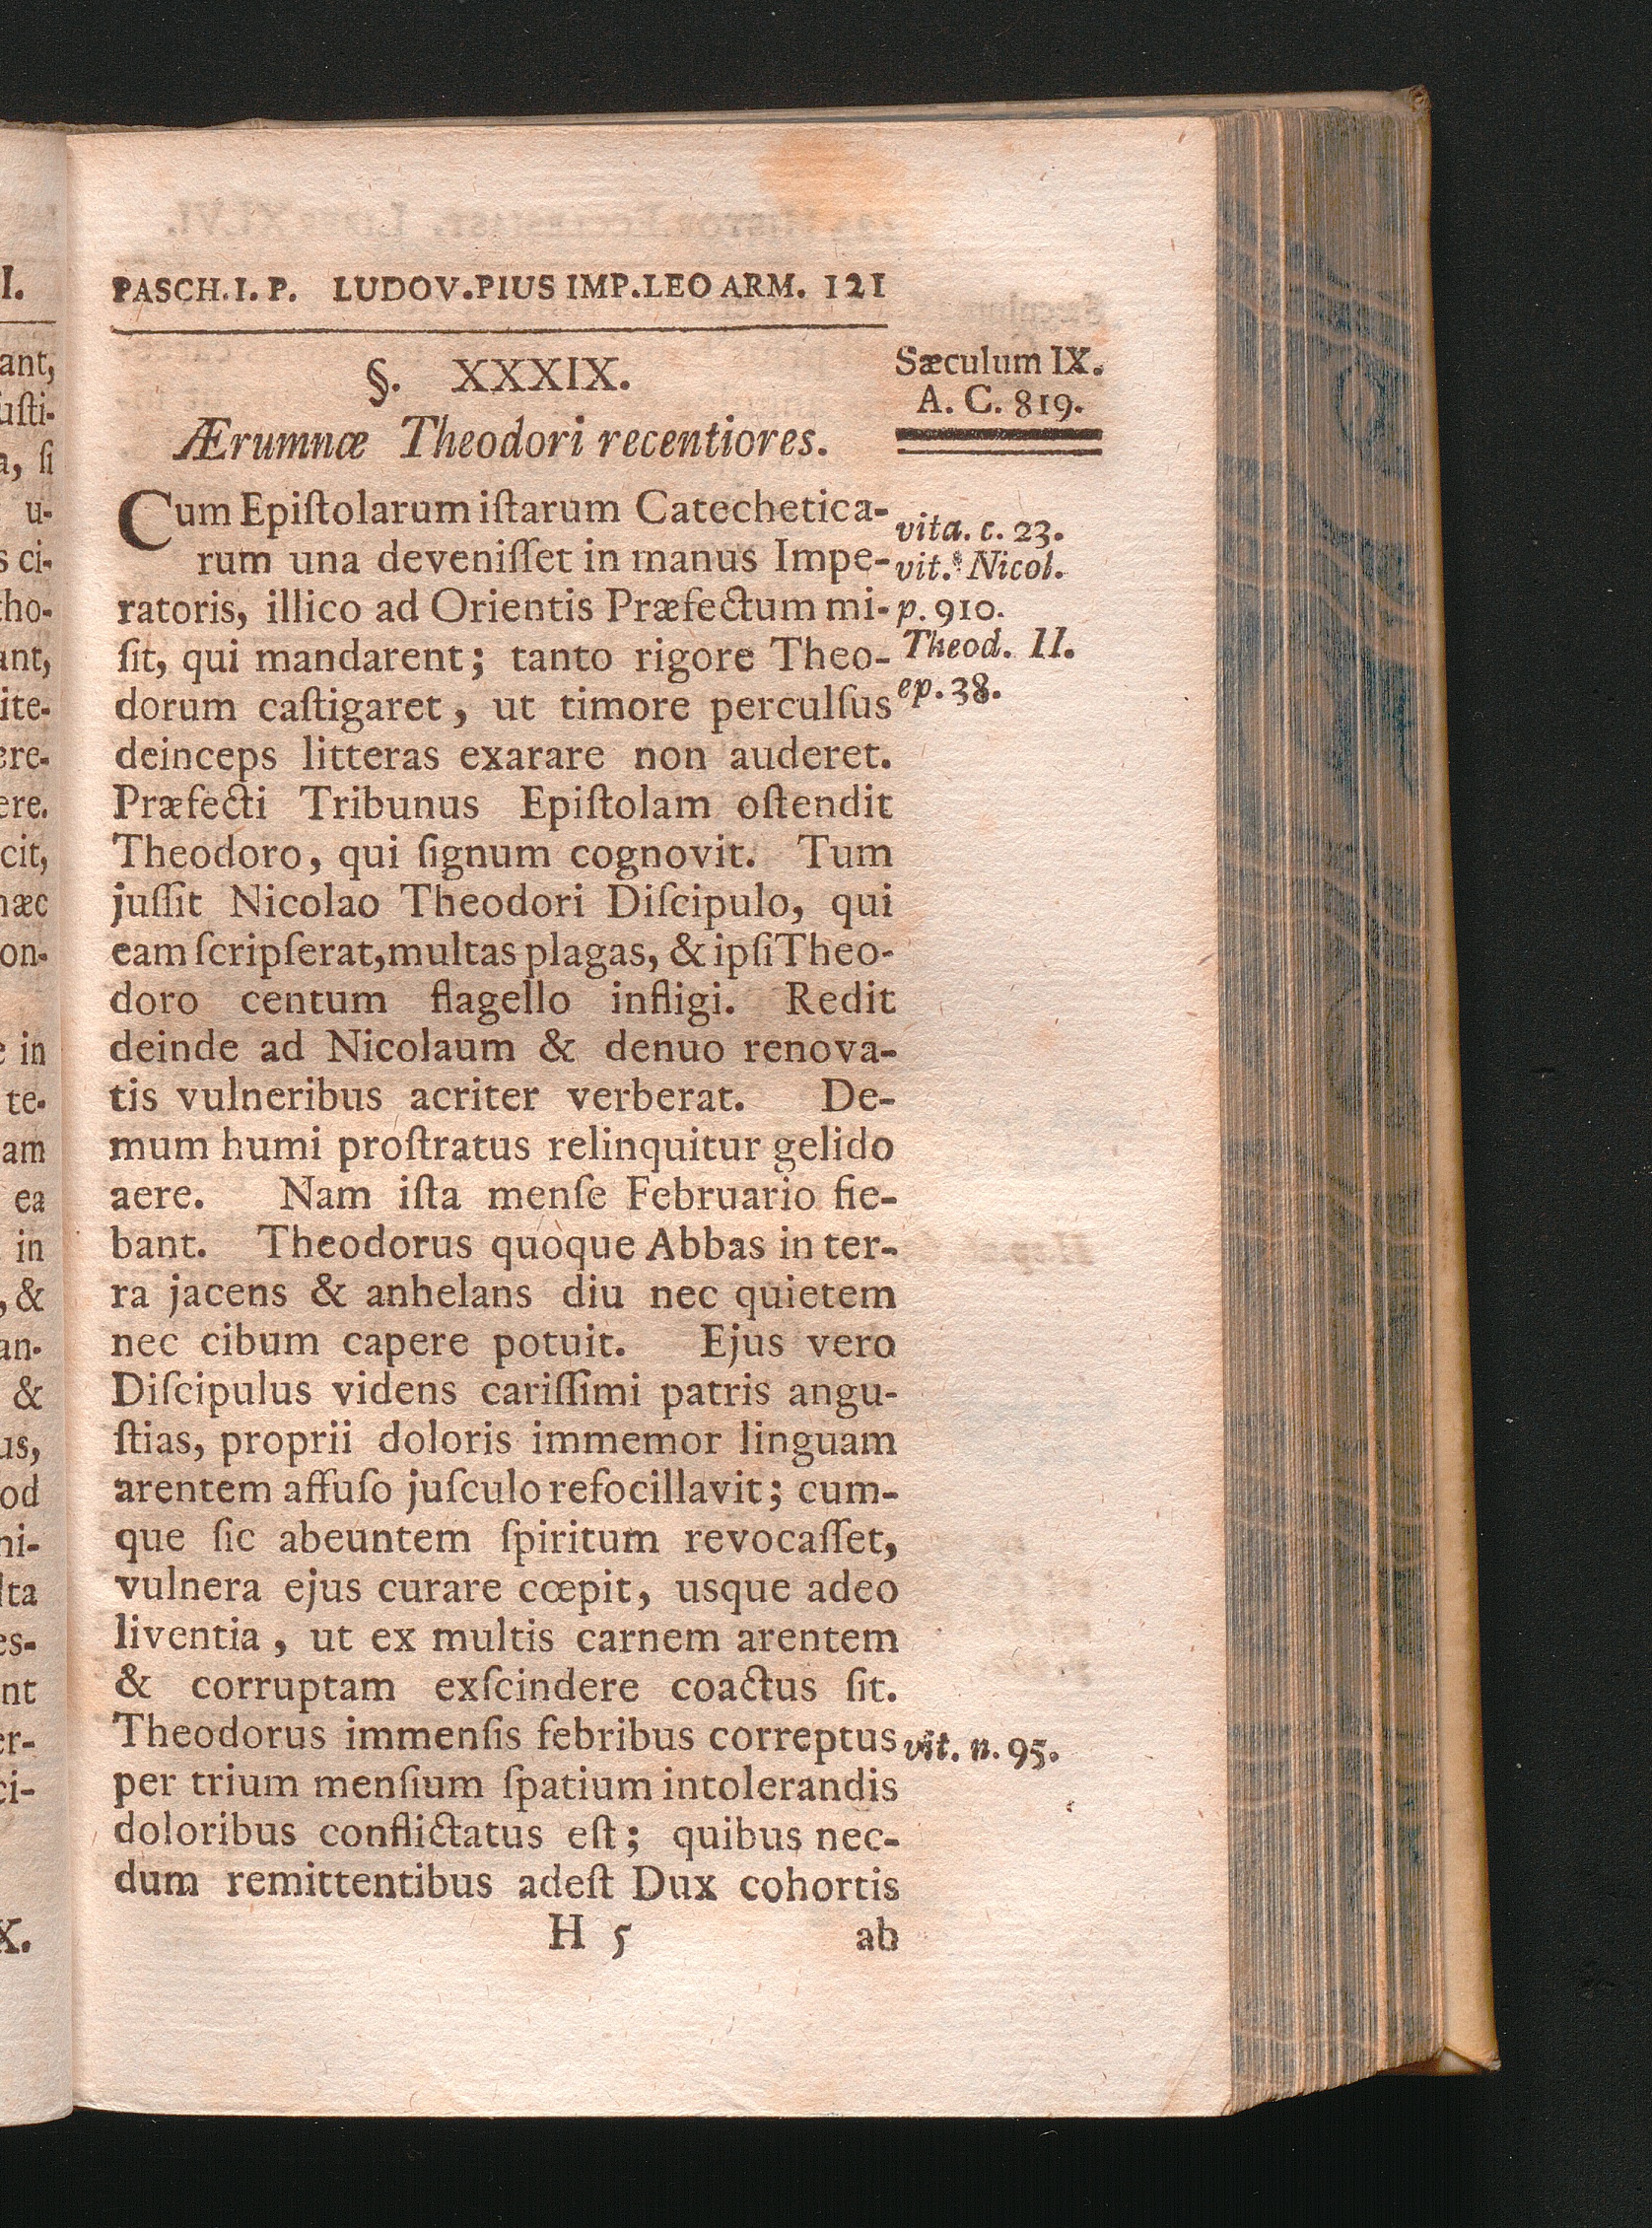 PASCH. I. P. LUDOV. PIUS IMP. LEO ARM. 121
§. XXXIX.
Ærumnæ Theodori recentiores.
Sæculum IX.
A. C. 819.
Cum Epiſtolarum iſtarum Catechetica-
rum una deveniſſet in manus Impe-
ratoris, illico ad Orientis Præfectum mi-
ſit, qui mandarent; tanto rigore Theo-
dorum caſtigaret, ut timore perculſus
deinceps litteras exarare non auderet.
Præfecti Tribunus Epiſtolam oſtendit
Theodoro, qui ſignum cognovit. Tum
juſſit Nicolao Theodori Diſcipulo, qui
eam ſcripſerat, multas plagas, & ipſi Theo-
doro centum flagello infligi. Redit
deinde ad Nicolaum & denuo renova-
tis vulneribus acriter verberat. De-
mum humi proſtratus relinquitur gelido
aere. Nam iſta menſe Februario fie-
bant. Theodorus quoque Abbas in ter-
ra jacens & anhelans diu nec quietem
nec cibum capere potuit. Ejus vero
Diſcipulus videns cariſſimi patris angu-
ſtias, proprii doloris immemor linguam
arentem affuſo juſculo refocillavit; cum-
que ſic abeuntem ſpiritum revocaſſet,
vulnera ejus curare cœpit, usque adeo
liventia, ut ex multis carnem arentem
& corruptam exſcindere coactus ſit.
Theodorus immenſis febribus correptus
per trium menſium ſpatium intolerandis
doloribus conflictatus eſt; quibus nec-
dum remittentibus adeſt Dux cohortis
H 5 ab
vita. c. 23.
vit. Nicol.
p. 910.
Theod. II.
ep. 38.
vit. n. 95.